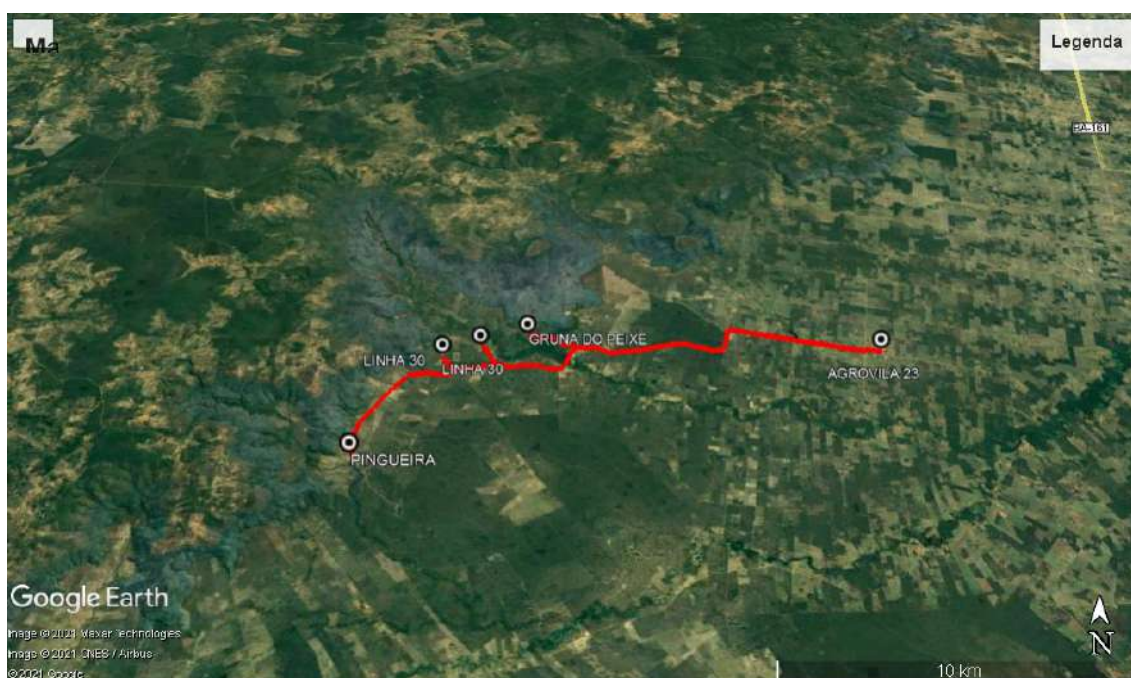 Ma
Legenda
BA-161
GRUNA DO PEIXE
LINHA 30
LINHA 30
AGROVILA 23
PINGUEIRA
Google Earth
Image © 2021 Maxar Technologies
Image © 2021 CNES / Airbus
© 2021 Google
N
10 km